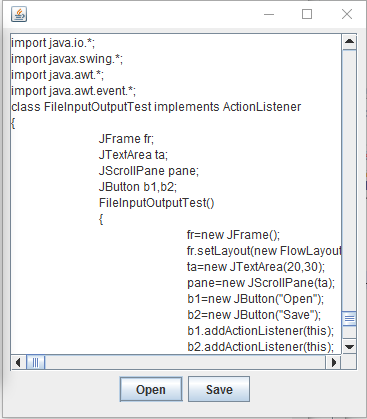 import java.io.*;
import javax.swing.*;
import java.awt.*;
import java.awt.event.*;
class FileInputOutputTest implements ActionListener
{
JFrame fr;
JTextArea ta;
JScrollPane pane;
JButton b1,b2;
FileInputOutputTest()
{
fr=new JFrame();
fr.setLayout(new FlowLayout
ta=new JTextArea(20,30);
pane=new JScrollPane(ta);
b1=new JButton("Open");
b2=new JButton("Save");
b1.addActionListener(this);
b2.addActionListener(this);
Open Save